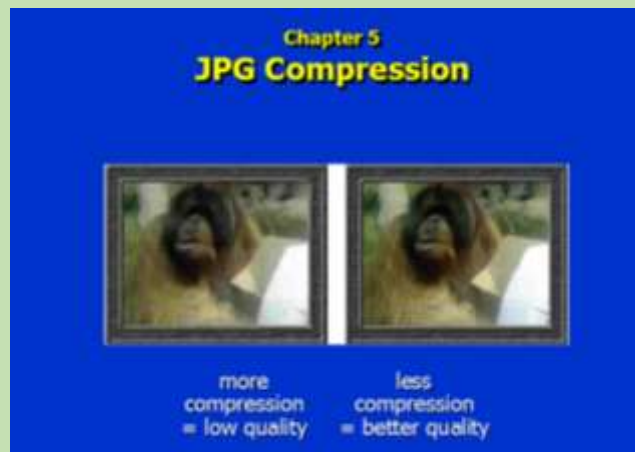 Chapter 5
JPG Compression
more
compression
= low quality
less
compression
= better quality